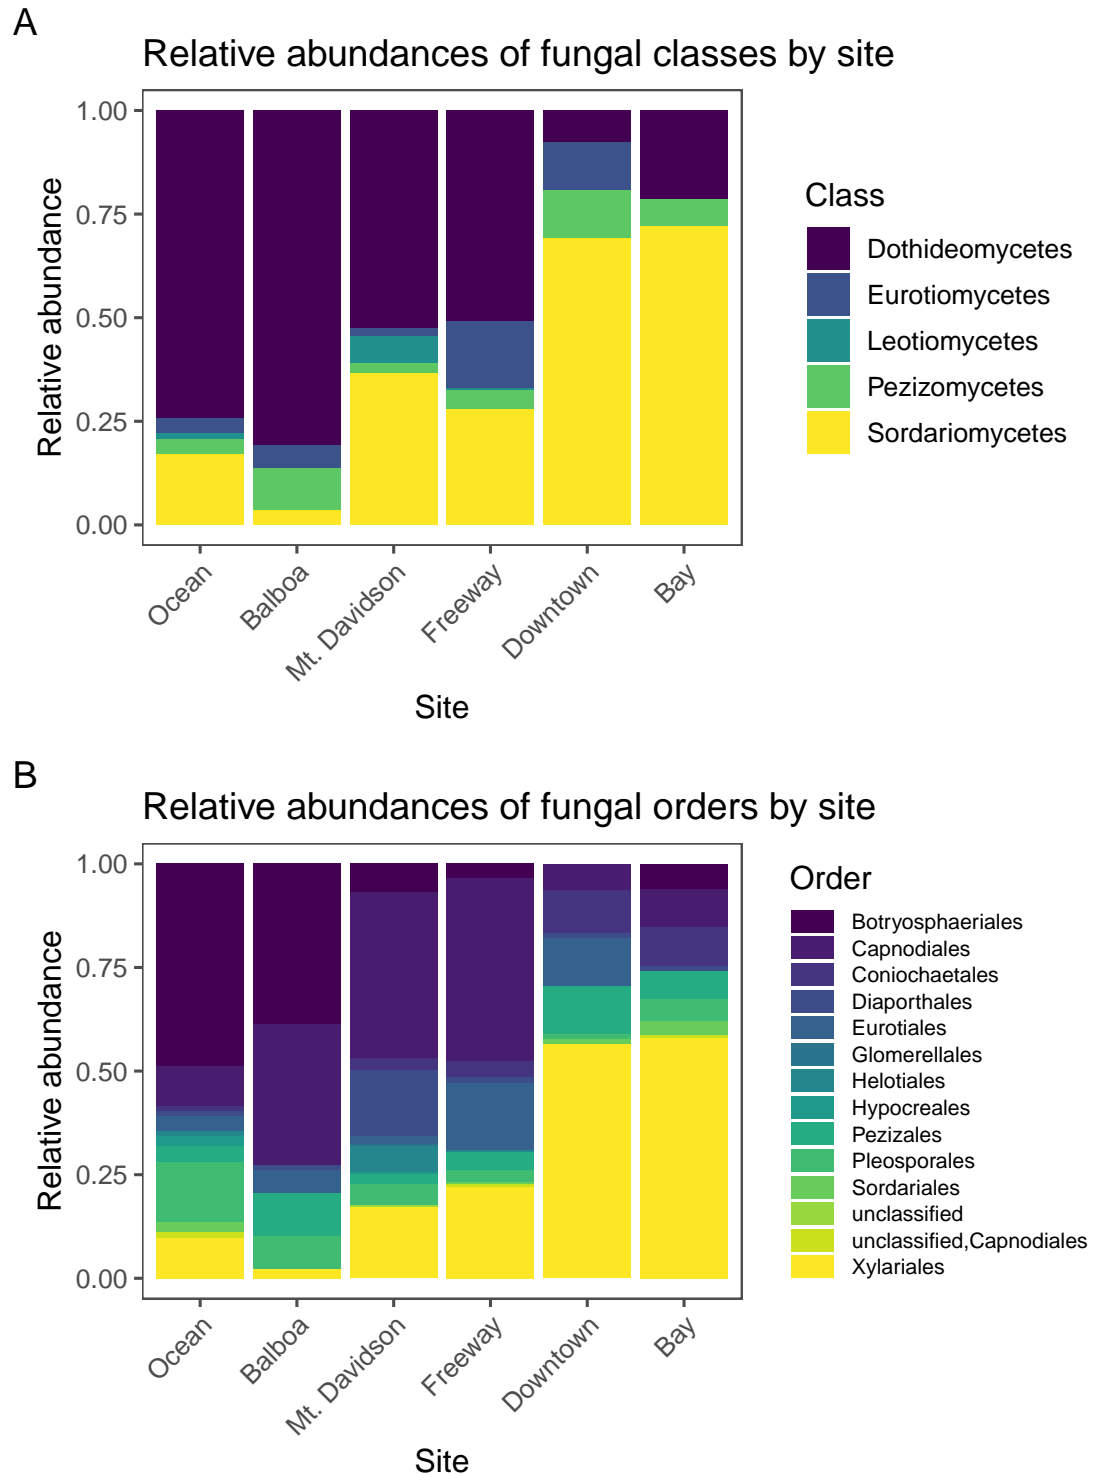 A
Relative abundances of fungal classes by site
1.00
0.75
0.50
0.25
0.00
Relative abundance
Ocean
Balboa
Mt. Davidson
Freeway
Downtown
Bay
Site
Class
Dothideomycetes
Eurotiomycetes
Leotiomycetes
Pezizomycetes
Sordariomycetes
B
Relative abundances of fungal orders by site
1.00
0.75
0.50
0.25
0.00
Relative abundance
Ocean
Balboa
Mt. Davidson
Freeway
Downtown
Bay
Site
Order
Botryosphaeriales
Capnodiales
Coniochaetales
Diaporthales
Eurotiales
Glomerellales
Helotiales
Hypocreales
Pezizales
Pleosporales
Sordariales
unclassified
unclassified,Capnodiales
Xylariales